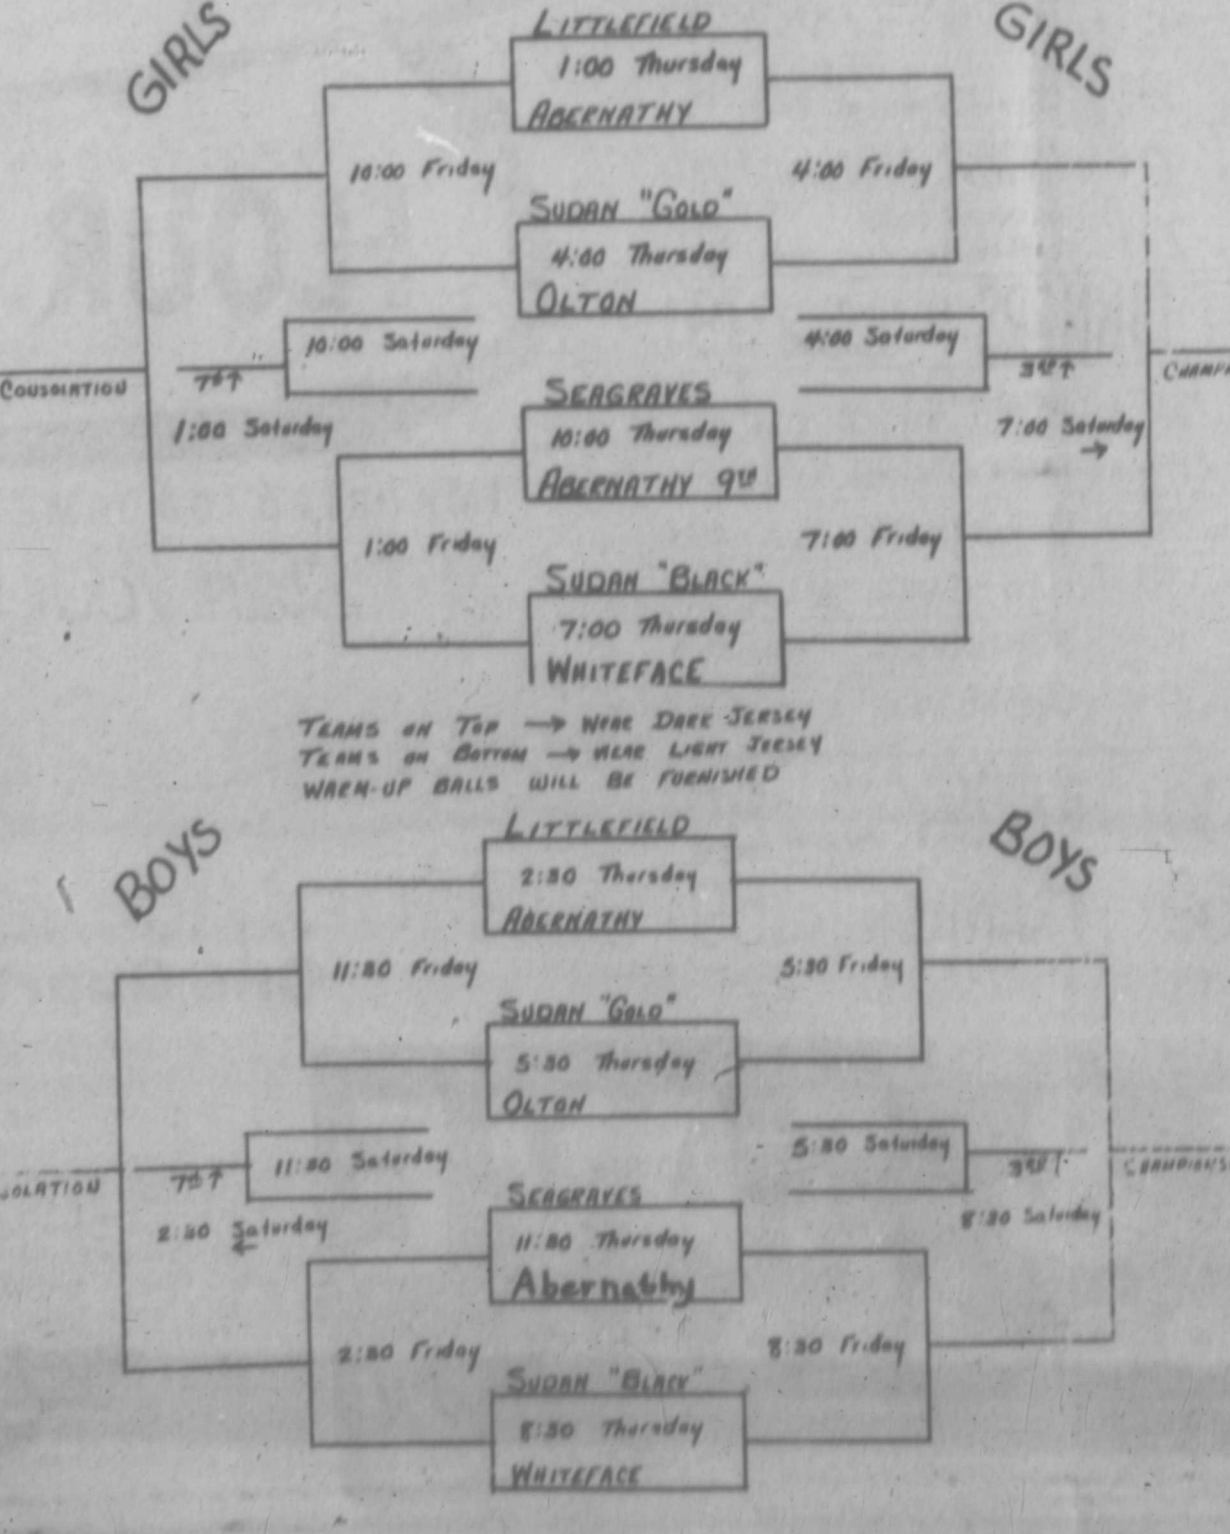 GIRLS
GIRLS
LITTLEFIELD
1:00 Thursday
ABERNATHY
10:00 Friday
4:00 Friday
SUDAN "GOLD"
4:00 Thursday
OLTON
10:00 Saturday
4:00 Saturday
CONSOLATION
7th ↑
3rd ↑
CHAMPI
SEAGRAVES
1:00 Saturday
10:00 Thursday
7:00 Saturday
→
ABERNATHY 9th
1:00 Friday
7:00 Friday
SUDAN "BLACK"
7:00 Thursday
WHITEFACE
TEAMS ON TOP → WEAR DARK JERSEY
TEAMS ON BOTTOM → WEAR LIGHT JERSEY
WARM-UP BALLS WILL BE FURNISHED
BOYS
BOYS
LITTLEFIELD
2:30 Thursday
ABERNATHY
11:30 Friday
5:30 Friday
SUDAN "GOLD"
5:30 Thursday
OLTON
11:30 Saturday
5:30 Saturday
SOLATION
7th ↑
3rd ↑
CHAMPIONS
SEAGRAVES
2:30 Saturday
←
8:30 Saturday
11:30 Thursday
Abernathy
2:30 Friday
8:30 Friday
SUDAN "BLACK"
8:30 Thursday
WHITEFACE